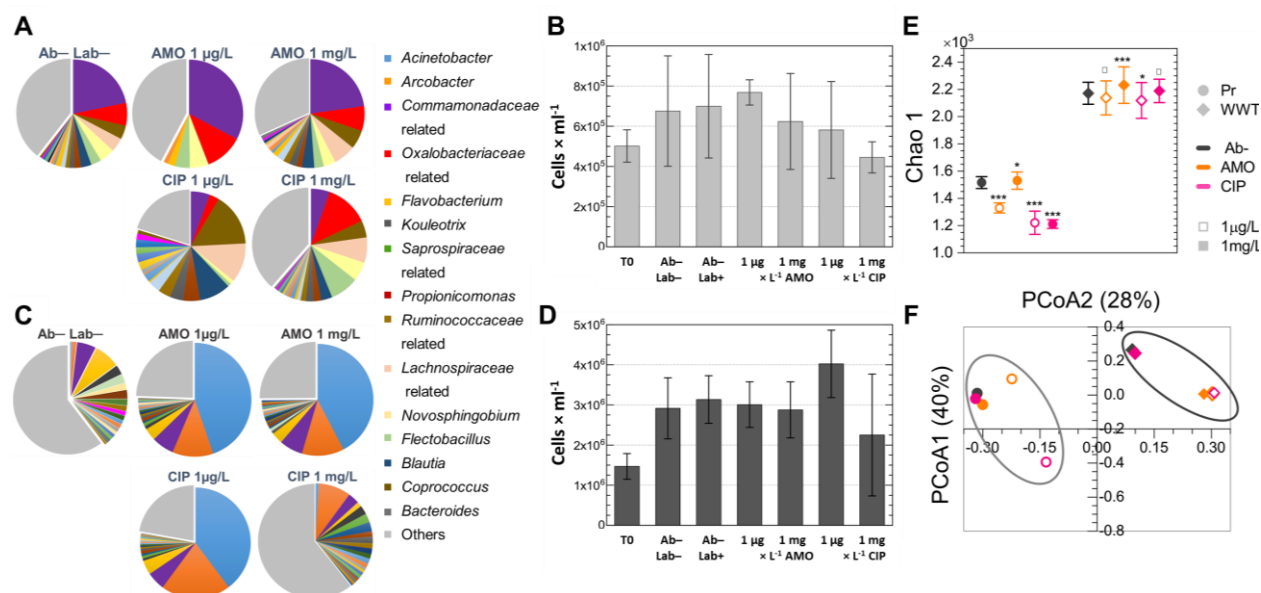 A
Ab— Lab—
AMO 1 µg/L
AMO 1 mg/L
CIP 1 µg/L
CIP 1 mg/L
Acinetobacter
Arcobacter
Commamonadaceae
related
Oxalobacteriaceae
related
Flavobacterium
Kouleotrix
Saprospiraceae
related
Propionicomonas
Ruminococcaceae
related
Lachnospiraceae
related
Novosphingobium
Flectobacillus
Blautia
Coprococcus
Bacteroides
Others
B
Cells × ml-1
1x10⁶
8x10⁵
6x10⁵
4x10⁵
2x10⁵
0
T0
Ab–
Lab–
Ab–
Lab+
1 µg
1 mg
× L-1 AMO
1 µg
1 mg
× L-1 CIP
C
Ab— Lab—
AMO 1µg/L
AMO 1 mg/L
CIP 1µg/L
CIP 1 mg/L
D
Cells × ml-1
5x10⁶
4x10⁶
3x10⁶
2x10⁶
1x10⁶
0
T0
Ab–
Lab–
Ab–
Lab+
1 µg
1 mg
× L-1 AMO
1 µg
1 mg
× L-1 CIP
E
×10³
Chao 1
2.4
2.2
2.0
1.8
1.6
1.4
1.2
1.0
***
*
***
***
▯
***
*
▯
Pr
WWT
Ab-
AMO
CIP
1µg/L
1mg/L
F
PCoA2 (28%)
PCoA1 (40%)
0.4
0.2
0.0
-0.2
-0.4
-0.6
-0.8
-0.30
-0.15
0.00
0.15
0.30